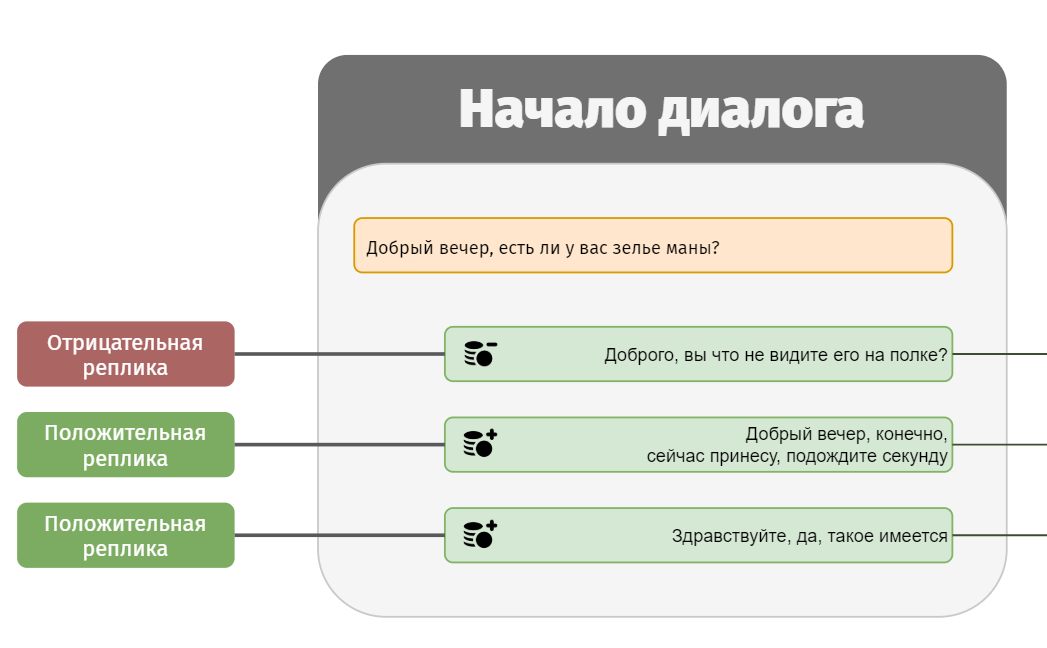 Начало диалога
Добрый вечер, есть ли у вас зелье маны?
Отрицательная
реплика
Доброго, вы что не видите его на полке?
Положительная
реплика
Добрый вечер, конечно,
сейчас принесу, подождите секунду
Положительная
реплика
Здравствуйте, да, такое имеется